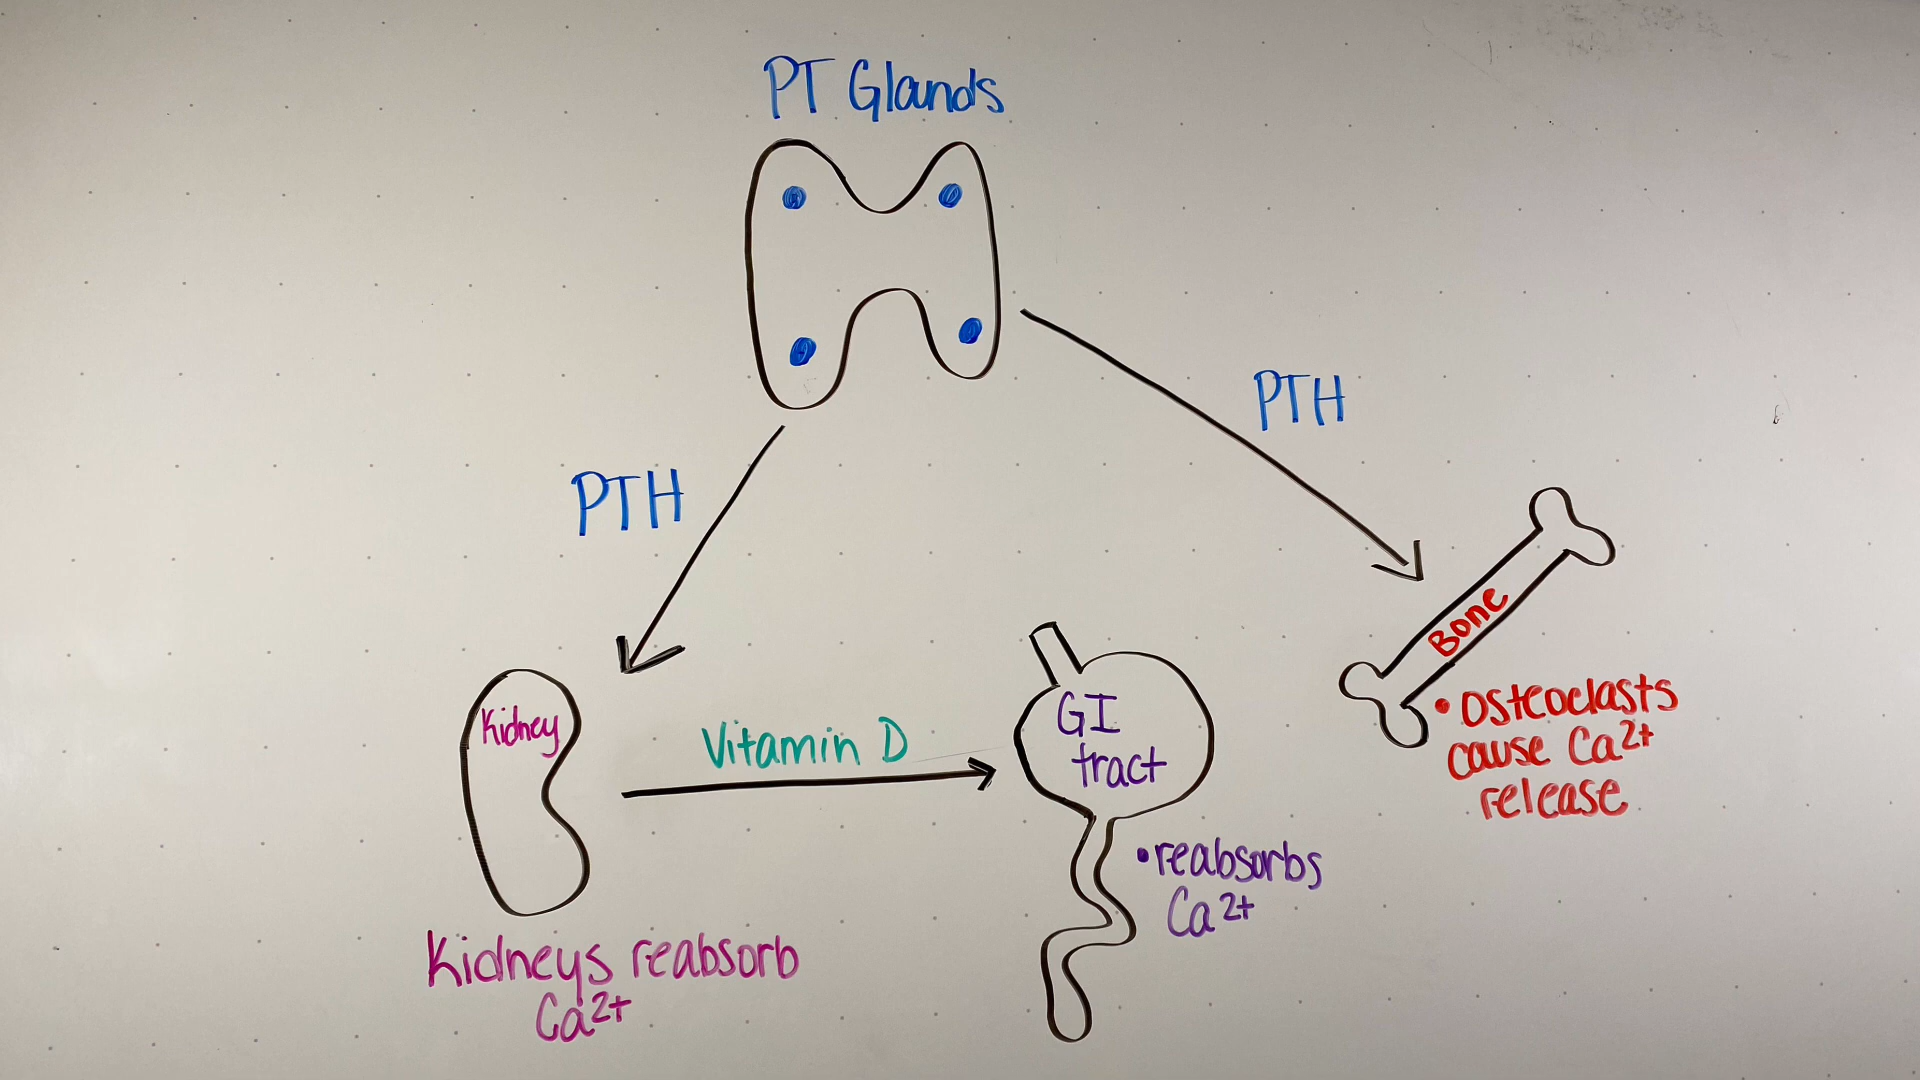 PT Glands
PTH
PTH
Kidney
Vitamin D
GI
tract
Bone
• Osteoclasts
cause Ca²⁺
release
• reabsorbs
Ca²⁺
Kidneys reabsorb
Ca²⁺